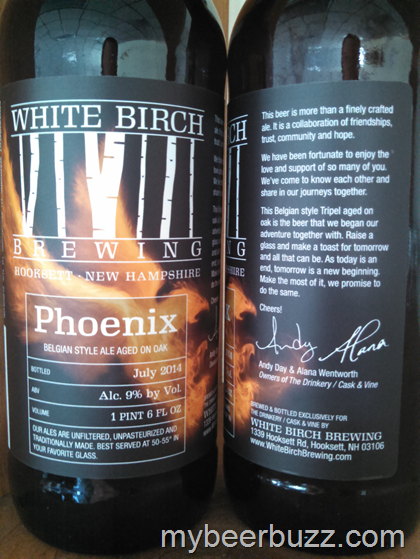 WHITE BIRCH
BREWING
HOOKSETT · NEW HAMPSHIRE
Phoenix
BELGIAN STYLE ALE AGED ON OAK
BOTTLED July 2014
ABV Alc. 9% by Vol.
VOLUME 1 PINT 6 FL OZ
OUR ALES ARE UNFILTERED, UNPASTEURIZED AND
TRADITIONALLY MADE. BEST SERVED AT 50-55° IN
YOUR FAVORITE GLASS.
BIRCH
ING
HAMPSHIRE
This beer is more than a finely crafted
ale. It is a collaboration of friendships,
trust, community and hope.
We have been fortunate to enjoy the
love and support of so many of you.
We've come to know each other and
share in our journeys together.
This Belgian style Tripel aged on
oak is the beer that we began our
adventure together with. Raise a
glass and make a toast for tomorrow
and all that can be. As today is an
end, tomorrow is a new beginning.
Make the most of it, we promise to
do the same.
Cheers!
Andy Alana
Andy Day & Alana Wentworth
Owners of The Drinkery / Cask & Vine
BREWED & BOTTLED EXCLUSIVELY FOR
THE DRINKERY / CASK & VINE BY
WHITE BIRCH BREWING
1339 Hooksett Rd, Hooksett, NH 03106
www.WhiteBirchBrewing.com
mybeerbuzz.com